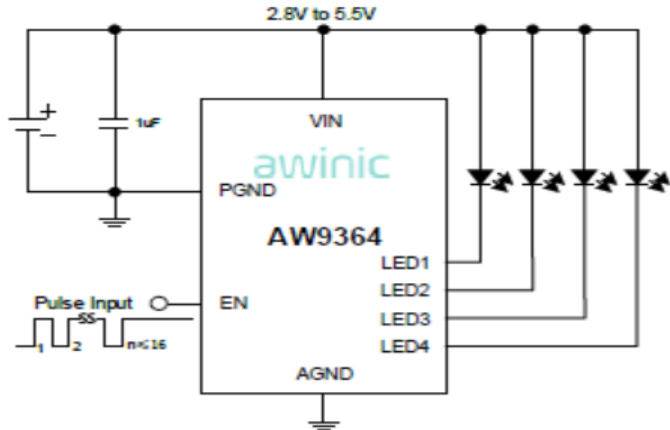 2.8V to 5.5V
+
1uF
–
VIN
awinic
PGND
AW9364
LED1
LED2
Pulse Input
EN
LED3
1
2
n≤16
LED4
AGND